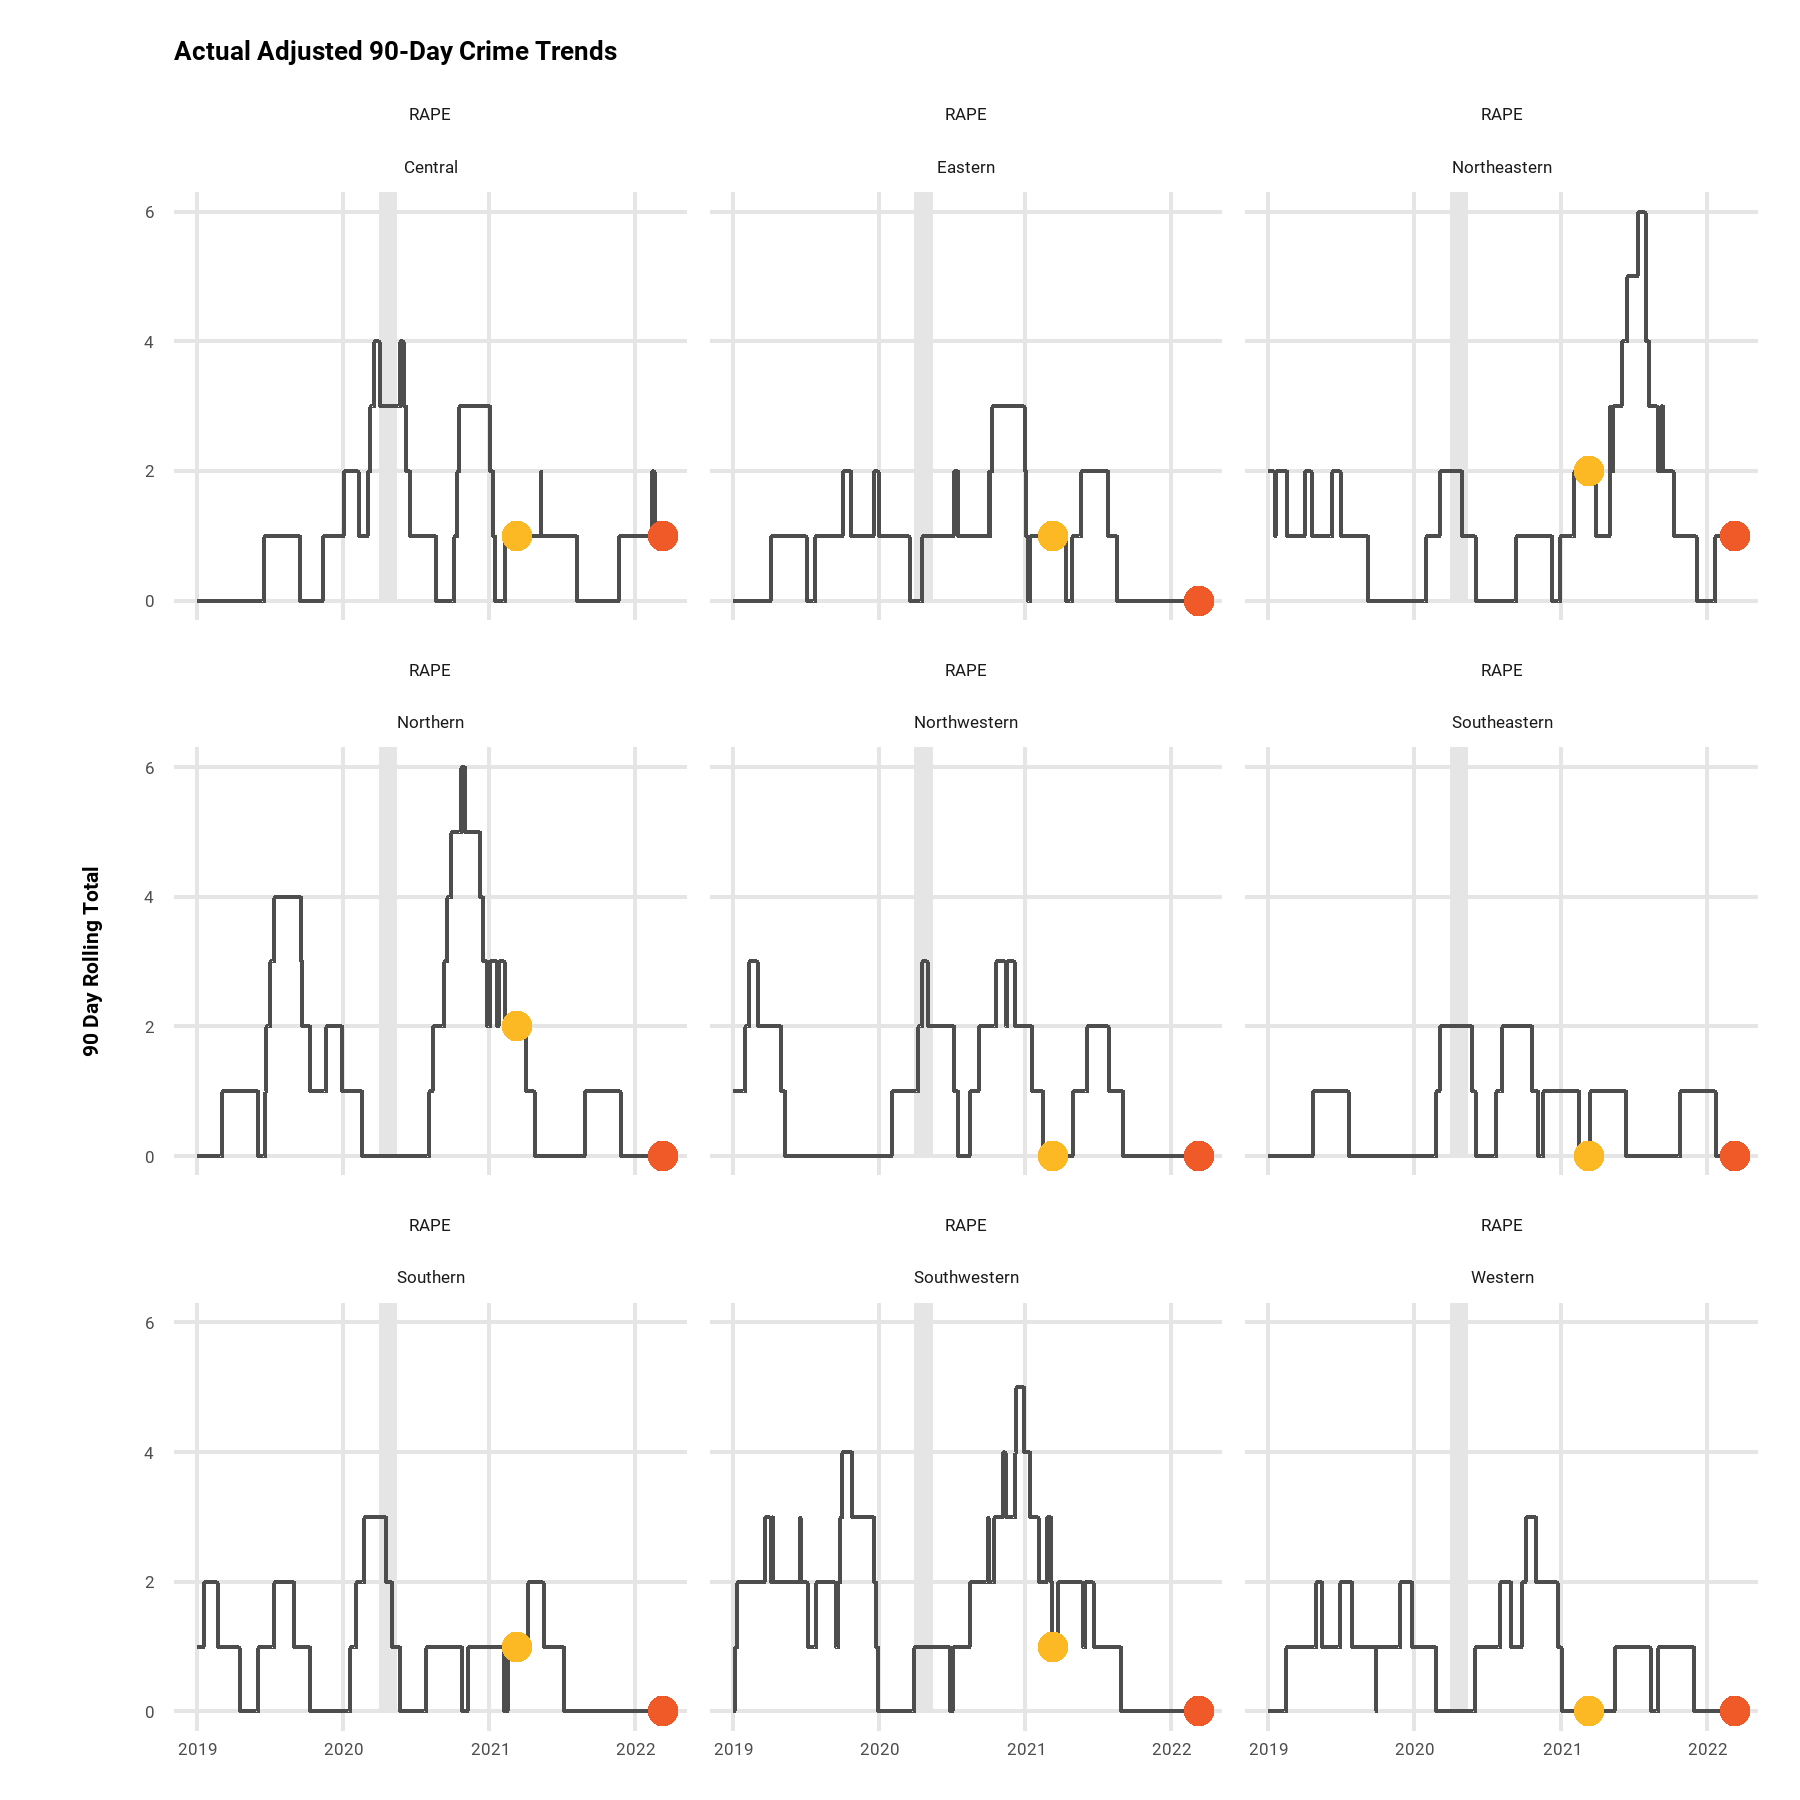 Actual Adjusted 90-Day Crime Trends
RAPE
RAPE
RAPE
Central
Eastern
Northeastern
6
4
2
0
RAPE
RAPE
RAPE
Northern
Northwestern
Southeastern
6
4
2
0
90 Day Rolling Total
RAPE
RAPE
RAPE
Southern
Southwestern
Western
6
4
2
0
2019 2020 2021 2022
2019 2020 2021 2022
2019 2020 2021 2022